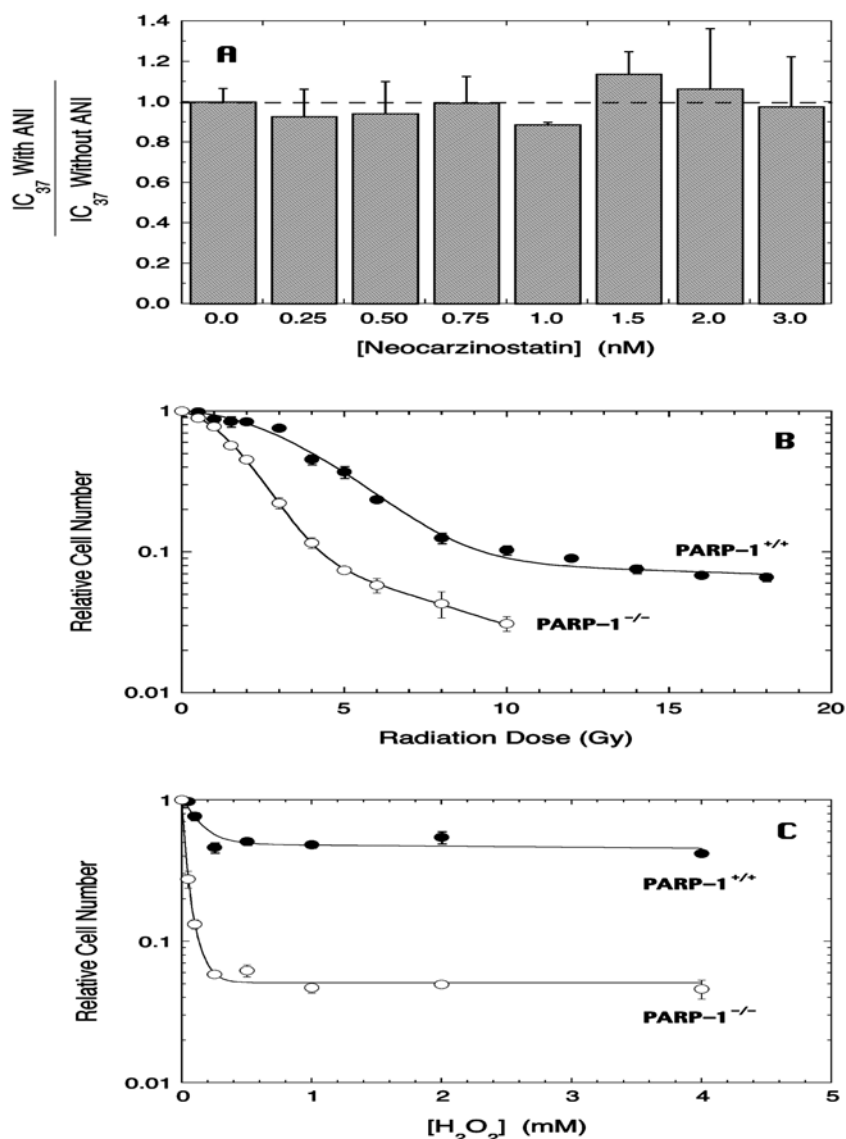 A
IC37 With ANI
IC37 Without ANI
1.4
1.2
1.0
0.8
0.6
0.4
0.2
0.0
0.0 0.25 0.50 0.75 1.0 1.5 2.0 3.0
[Neocarzinostatin] (nM)
B
Relative Cell Number
1
0.1
0.01
PARP-1+/+
PARP-1-/-
0 5 10 15 20
Radiation Dose (Gy)
C
Relative Cell Number
1
0.1
0.01
PARP-1+/+
PARP-1-/-
0 1 2 3 4 5
[H2O2] (mM)